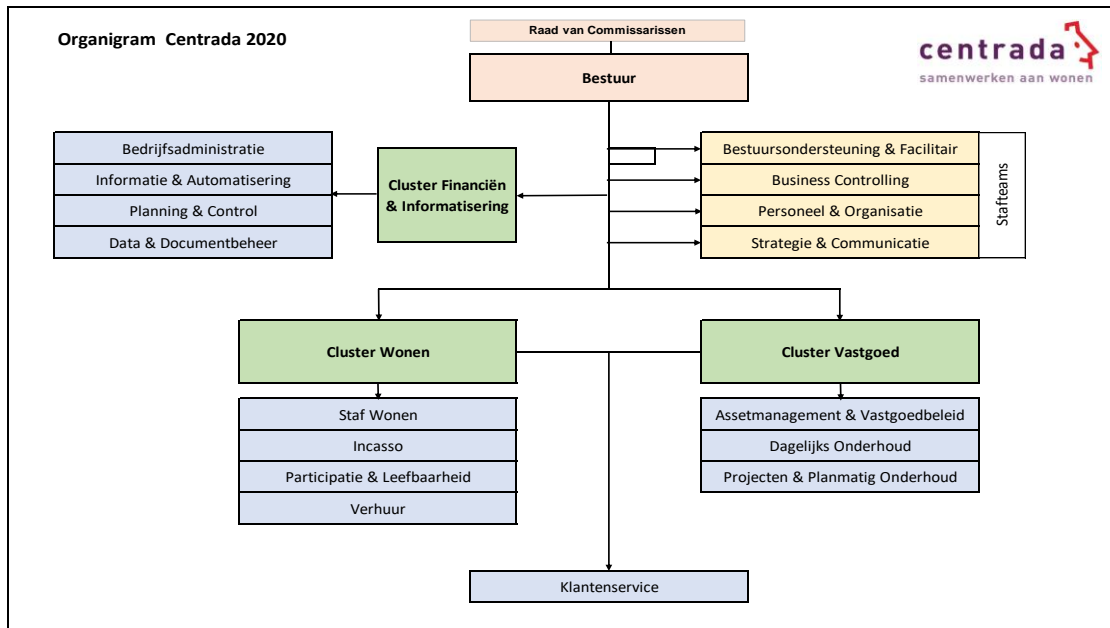 Organigram Centrada 2020
Raad van Commissarissen
Bestuur
centrada
samenwerken aan wonen
Bedrijfsadministratie
Informatie & Automatisering
Planning & Control
Data & Documentbeheer
Cluster Financiën
& Informatisering
Bestuursondersteuning & Facilitair
Business Controlling
Personeel & Organisatie
Strategie & Communicatie
Stafteams
Cluster Wonen
Cluster Vastgoed
Staf Wonen
Incasso
Participatie & Leefbaarheid
Verhuur
Assetmanagement & Vastgoedbeleid
Dagelijks Onderhoud
Projecten & Planmatig Onderhoud
Klantenservice